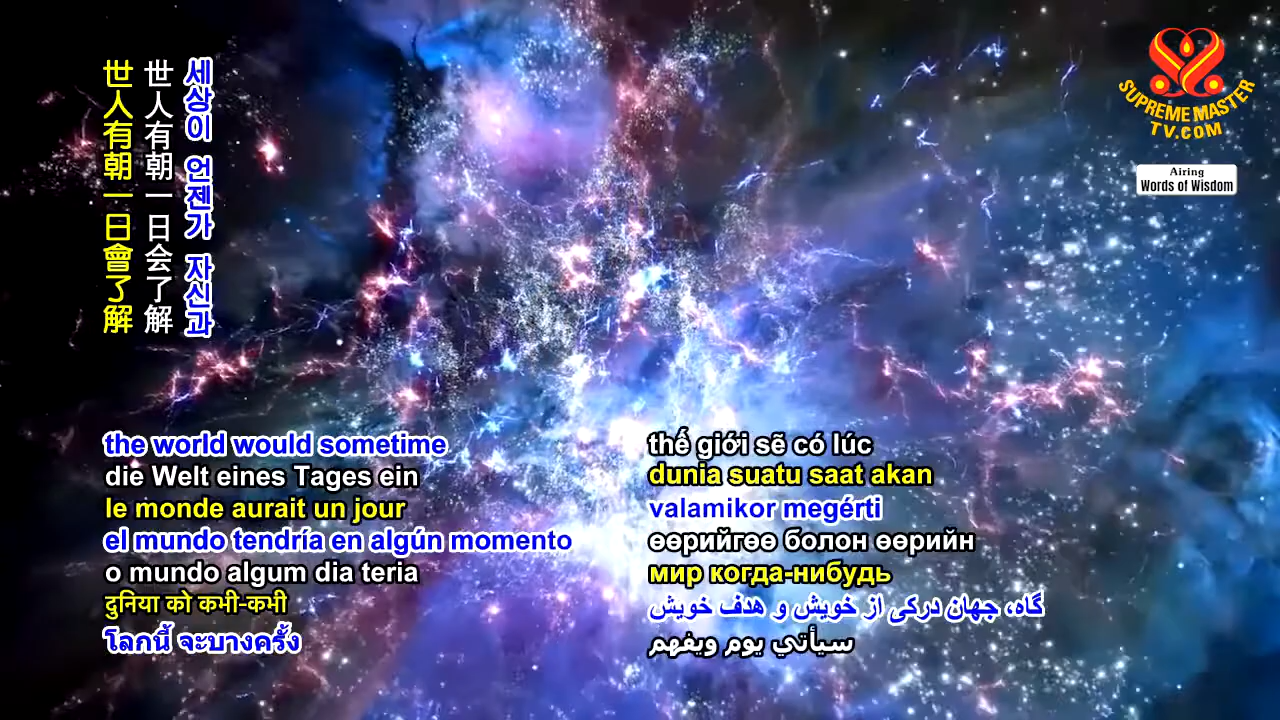 世人有朝一日會了解
世人有朝一日会了解
세상이 언젠가 자신과
SUPREME MASTER
TV.COM
Airing
Words of Wisdom
the world would sometime
die Welt eines Tages ein
le monde aurait un jour
el mundo tendría en algún momento
o mundo algum dia teria
दुनिया को कभी-कभी
โลกนี้ จะบางครั้ง
thế giới sẽ có lúc
dunia suatu saat akan
valamikor megérti
өөрийгөө болон өөрийн
мир когда-нибудь
گاه، جهان درکی از خویش و هدف خویش
سيأتي يوم ويفهم